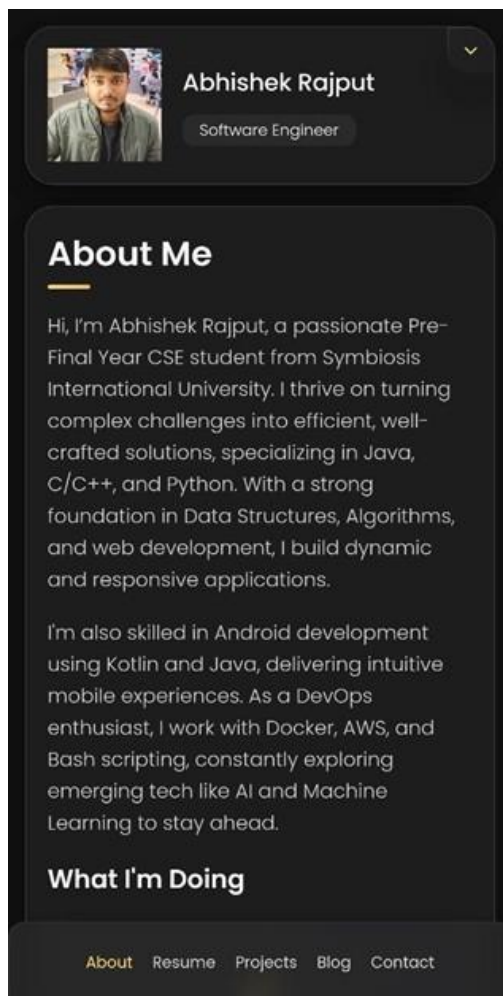 Abhishek Rajput
Software Engineer
About Me
Hi, I’m Abhishek Rajput, a passionate Pre-
Final Year CSE student from Symbiosis
International University. I thrive on turning
complex challenges into efficient, well-
crafted solutions, specializing in Java,
C/C++, and Python. With a strong
foundation in Data Structures, Algorithms,
and web development, I build dynamic
and responsive applications.
I'm also skilled in Android development
using Kotlin and Java, delivering intuitive
mobile experiences. As a DevOps
enthusiast, I work with Docker, AWS, and
Bash scripting, constantly exploring
emerging tech like AI and Machine
Learning to stay ahead.
What I'm Doing
About Resume Projects Blog Contact